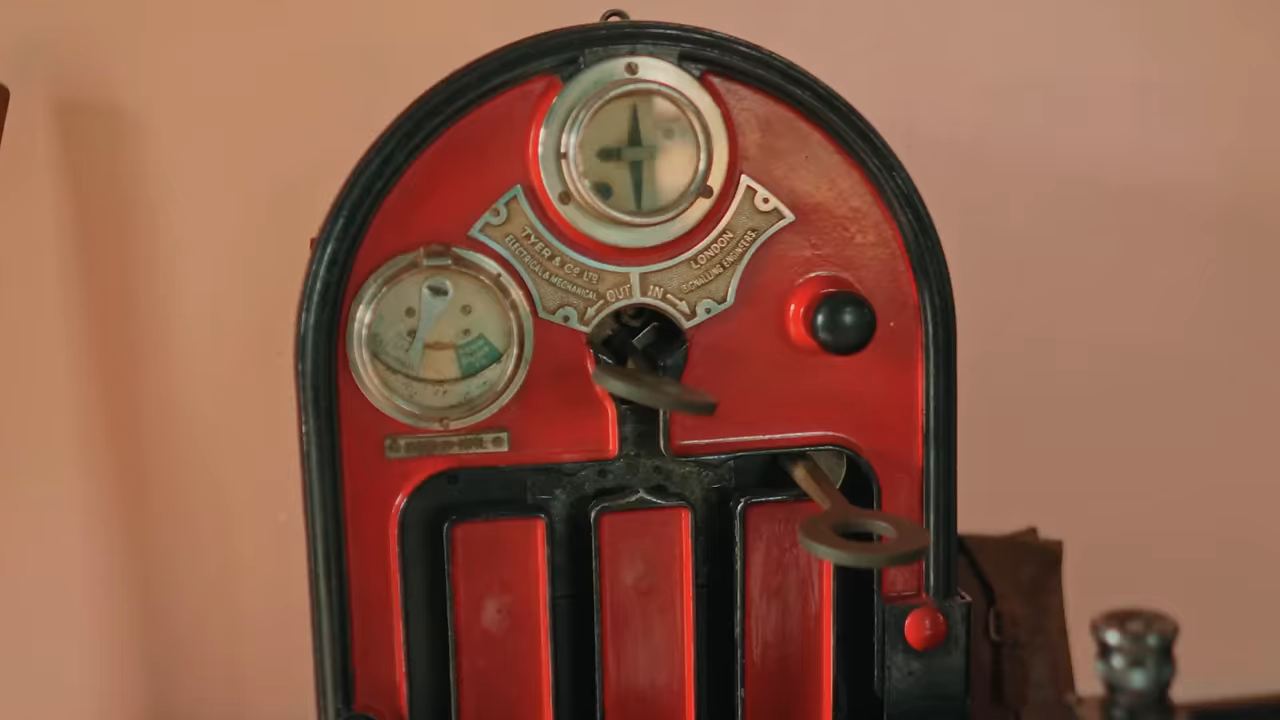 TYER & Co LTD
ELECTRICAL & MECHANICAL
LONDON
SIGNALLING ENGINEERS.
OUT IN